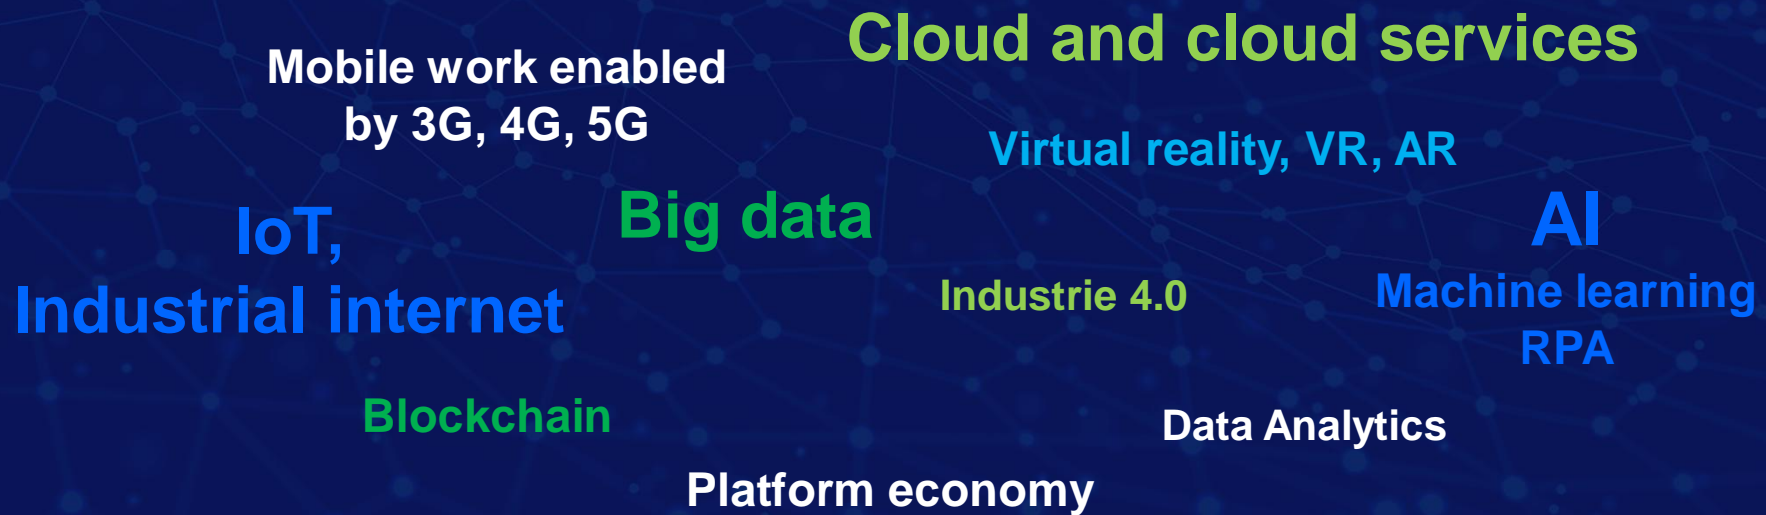 Cloud and cloud services
Mobile work enabled
by 3G, 4G, 5G
Virtual reality, VR, AR
Big data
AI
IoT,
Industrial internet
Industrie 4.0
Machine learning
RPA
Blockchain
Data Analytics
Platform economy